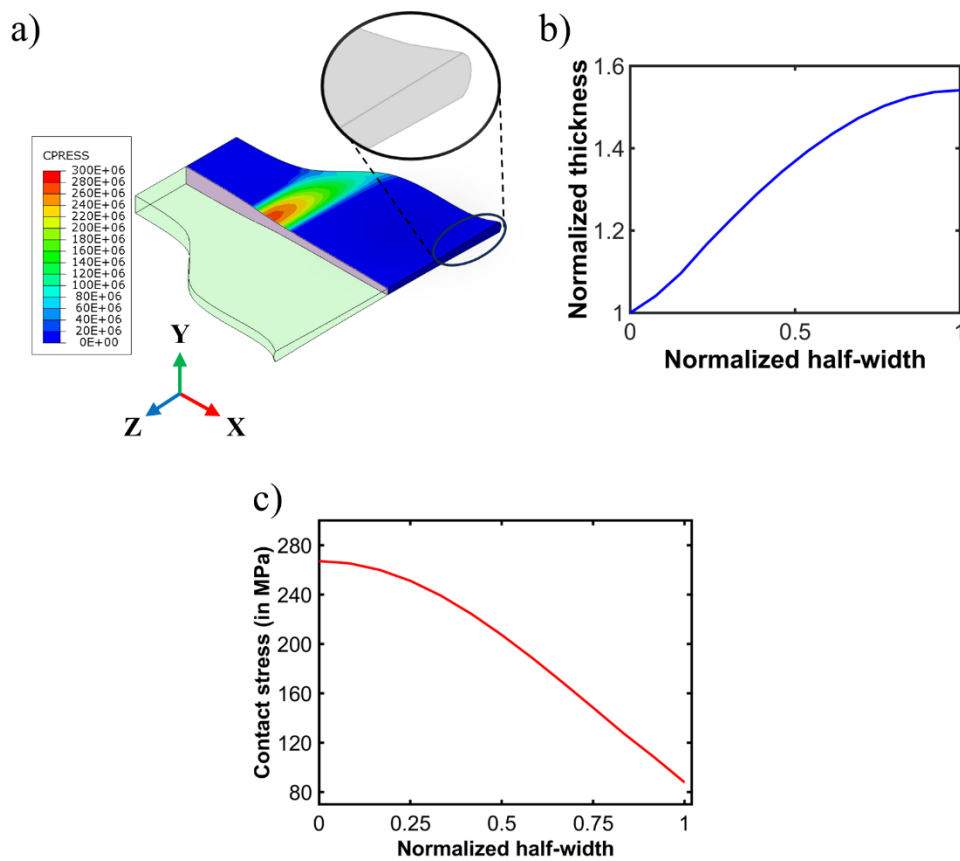 a)
CPRESS
300E+06
280E+06
260E+06
240E+06
220E+06
200E+06
180E+06
160E+06
140E+06
120E+06
100E+06
80E+06
60E+06
40E+06
20E+06
0E+00
Y
Z
X
b)
Normalized thickness
1.6
1.4
1.2
1
0
0.5
1
Normalized half-width
c)
Contact stress (in MPa)
280
240
200
160
120
80
0
0.25
0.5
0.75
1
Normalized half-width